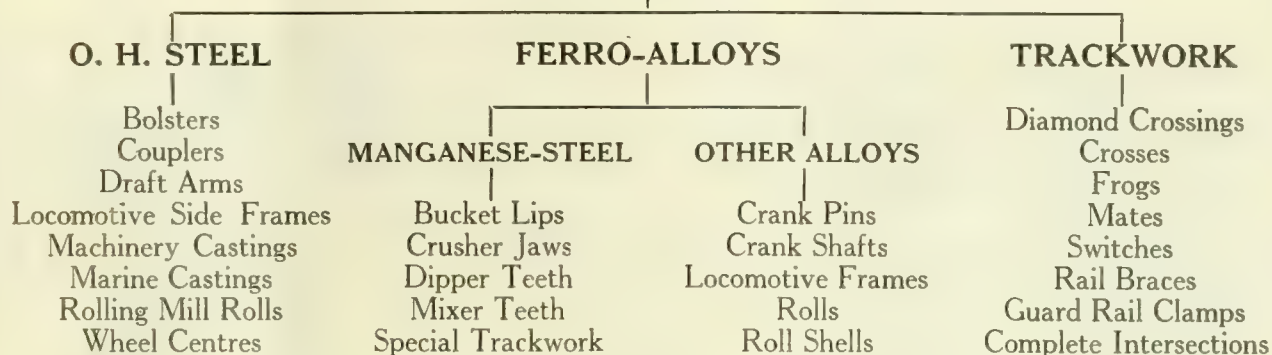 O. H. STEEL
Bolsters
Couplers
Draft Arms
Locomotive Side Frames
Machinery Castings
Marine Castings
Rolling Mill Rolls
Wheel Centres
FERRO-ALLOYS
MANGANESE-STEEL
Bucket Lips
Crusher Jaws
Dipper Teeth
Mixer Teeth
Special Trackwork
OTHER ALLOYS
Crank Pins
Crank Shafts
Locomotive Frames
Rolls
Roll Shells
TRACKWORK
Diamond Crossings
Crosses
Frogs
Mates
Switches
Rail Braces
Guard Rail Clamps
Complete Intersections